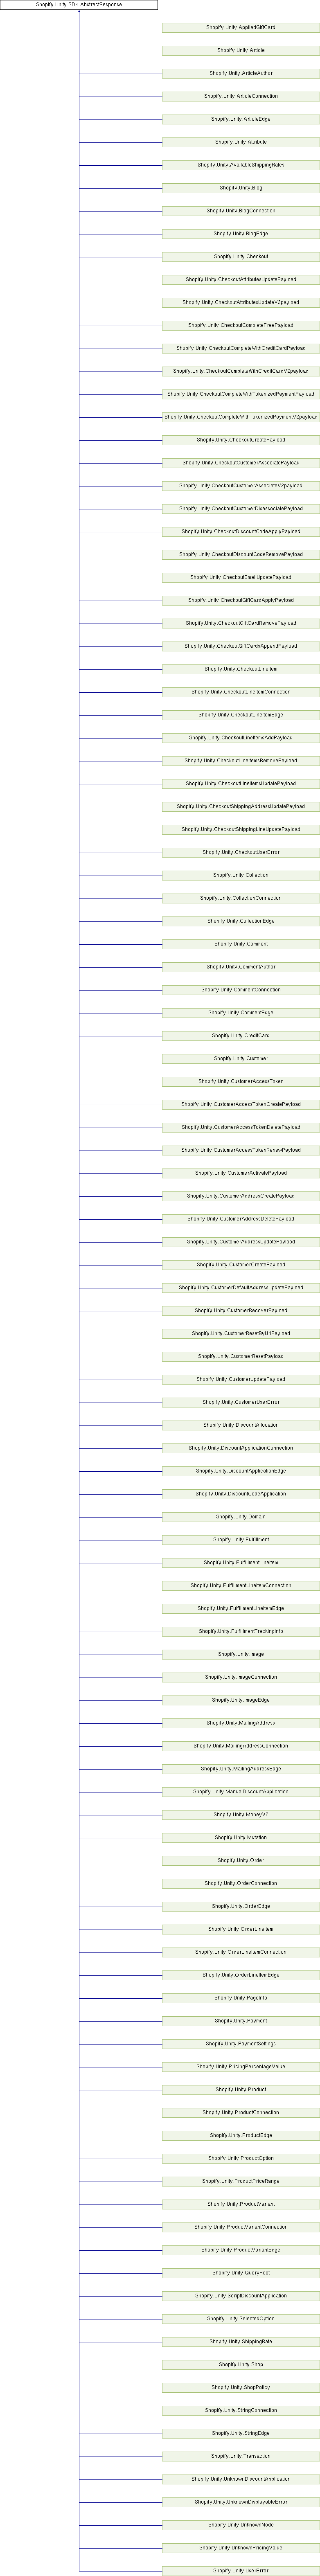 Shopify.Unity.SDK.AbstractResponse
Shopify.Unity.AppliedGiftCard
Shopify.Unity.Article
Shopify.Unity.ArticleAuthor
Shopify.Unity.ArticleConnection
Shopify.Unity.ArticleEdge
Shopify.Unity.Attribute
Shopify.Unity.AvailableShippingRates
Shopify.Unity.Blog
Shopify.Unity.BlogConnection
Shopify.Unity.BlogEdge
Shopify.Unity.Checkout
Shopify.Unity.CheckoutAttributesUpdatePayload
Shopify.Unity.CheckoutAttributesUpdateV2payload
Shopify.Unity.CheckoutCompleteFreePayload
Shopify.Unity.CheckoutCompleteWithCreditCardPayload
Shopify.Unity.CheckoutCompleteWithCreditCardV2payload
Shopify.Unity.CheckoutCompleteWithTokenizedPaymentPayload
Shopify.Unity.CheckoutCompleteWithTokenizedPaymentV2payload
Shopify.Unity.CheckoutCreatePayload
Shopify.Unity.CheckoutCustomerAssociatePayload
Shopify.Unity.CheckoutCustomerAssociateV2payload
Shopify.Unity.CheckoutCustomerDisassociatePayload
Shopify.Unity.CheckoutDiscountCodeApplyPayload
Shopify.Unity.CheckoutDiscountCodeRemovePayload
Shopify.Unity.CheckoutEmailUpdatePayload
Shopify.Unity.CheckoutGiftCardApplyPayload
Shopify.Unity.CheckoutGiftCardRemovePayload
Shopify.Unity.CheckoutGiftCardsAppendPayload
Shopify.Unity.CheckoutLineItem
Shopify.Unity.CheckoutLineItemConnection
Shopify.Unity.CheckoutLineItemEdge
Shopify.Unity.CheckoutLineItemsAddPayload
Shopify.Unity.CheckoutLineItemsRemovePayload
Shopify.Unity.CheckoutLineItemsUpdatePayload
Shopify.Unity.CheckoutShippingAddressUpdatePayload
Shopify.Unity.CheckoutShippingLineUpdatePayload
Shopify.Unity.CheckoutUserError
Shopify.Unity.Collection
Shopify.Unity.CollectionConnection
Shopify.Unity.CollectionEdge
Shopify.Unity.Comment
Shopify.Unity.CommentAuthor
Shopify.Unity.CommentConnection
Shopify.Unity.CommentEdge
Shopify.Unity.CreditCard
Shopify.Unity.Customer
Shopify.Unity.CustomerAccessToken
Shopify.Unity.CustomerAccessTokenCreatePayload
Shopify.Unity.CustomerAccessTokenDeletePayload
Shopify.Unity.CustomerAccessTokenRenewPayload
Shopify.Unity.CustomerActivatePayload
Shopify.Unity.CustomerAddressCreatePayload
Shopify.Unity.CustomerAddressDeletePayload
Shopify.Unity.CustomerAddressUpdatePayload
Shopify.Unity.CustomerCreatePayload
Shopify.Unity.CustomerDefaultAddressUpdatePayload
Shopify.Unity.CustomerRecoverPayload
Shopify.Unity.CustomerResetByUrlPayload
Shopify.Unity.CustomerResetPayload
Shopify.Unity.CustomerUpdatePayload
Shopify.Unity.CustomerUserError
Shopify.Unity.DiscountAllocation
Shopify.Unity.DiscountApplicationConnection
Shopify.Unity.DiscountApplicationEdge
Shopify.Unity.DiscountCodeApplication
Shopify.Unity.Domain
Shopify.Unity.Fulfillment
Shopify.Unity.FulfillmentLineItem
Shopify.Unity.FulfillmentLineItemConnection
Shopify.Unity.FulfillmentLineItemEdge
Shopify.Unity.FulfillmentTrackingInfo
Shopify.Unity.Image
Shopify.Unity.ImageConnection
Shopify.Unity.ImageEdge
Shopify.Unity.MailingAddress
Shopify.Unity.MailingAddressConnection
Shopify.Unity.MailingAddressEdge
Shopify.Unity.ManualDiscountApplication
Shopify.Unity.MoneyV2
Shopify.Unity.Mutation
Shopify.Unity.Order
Shopify.Unity.OrderConnection
Shopify.Unity.OrderEdge
Shopify.Unity.OrderLineItem
Shopify.Unity.OrderLineItemConnection
Shopify.Unity.OrderLineItemEdge
Shopify.Unity.PageInfo
Shopify.Unity.Payment
Shopify.Unity.PaymentSettings
Shopify.Unity.PricingPercentageValue
Shopify.Unity.Product
Shopify.Unity.ProductConnection
Shopify.Unity.ProductEdge
Shopify.Unity.ProductOption
Shopify.Unity.ProductPriceRange
Shopify.Unity.ProductVariant
Shopify.Unity.ProductVariantConnection
Shopify.Unity.ProductVariantEdge
Shopify.Unity.QueryRoot
Shopify.Unity.ScriptDiscountApplication
Shopify.Unity.SelectedOption
Shopify.Unity.ShippingRate
Shopify.Unity.Shop
Shopify.Unity.ShopPolicy
Shopify.Unity.StringConnection
Shopify.Unity.StringEdge
Shopify.Unity.Transaction
Shopify.Unity.UnknownDiscountApplication
Shopify.Unity.UnknownDisplayableError
Shopify.Unity.UnknownNode
Shopify.Unity.UnknownPricingValue
Shopify.Unity.UserError